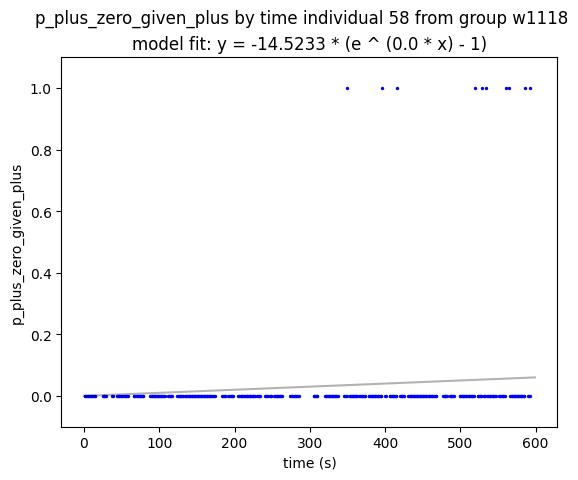 p_plus_zero_given_plus by time individual 58 from group w1118
model fit: y = -14.5233 * (e ^ (0.0 * x) - 1)
p_plus_zero_given_plus
1.0
0.8
0.6
0.4
0.2
0.0
0 100 200 300 400 500 600
time (s)